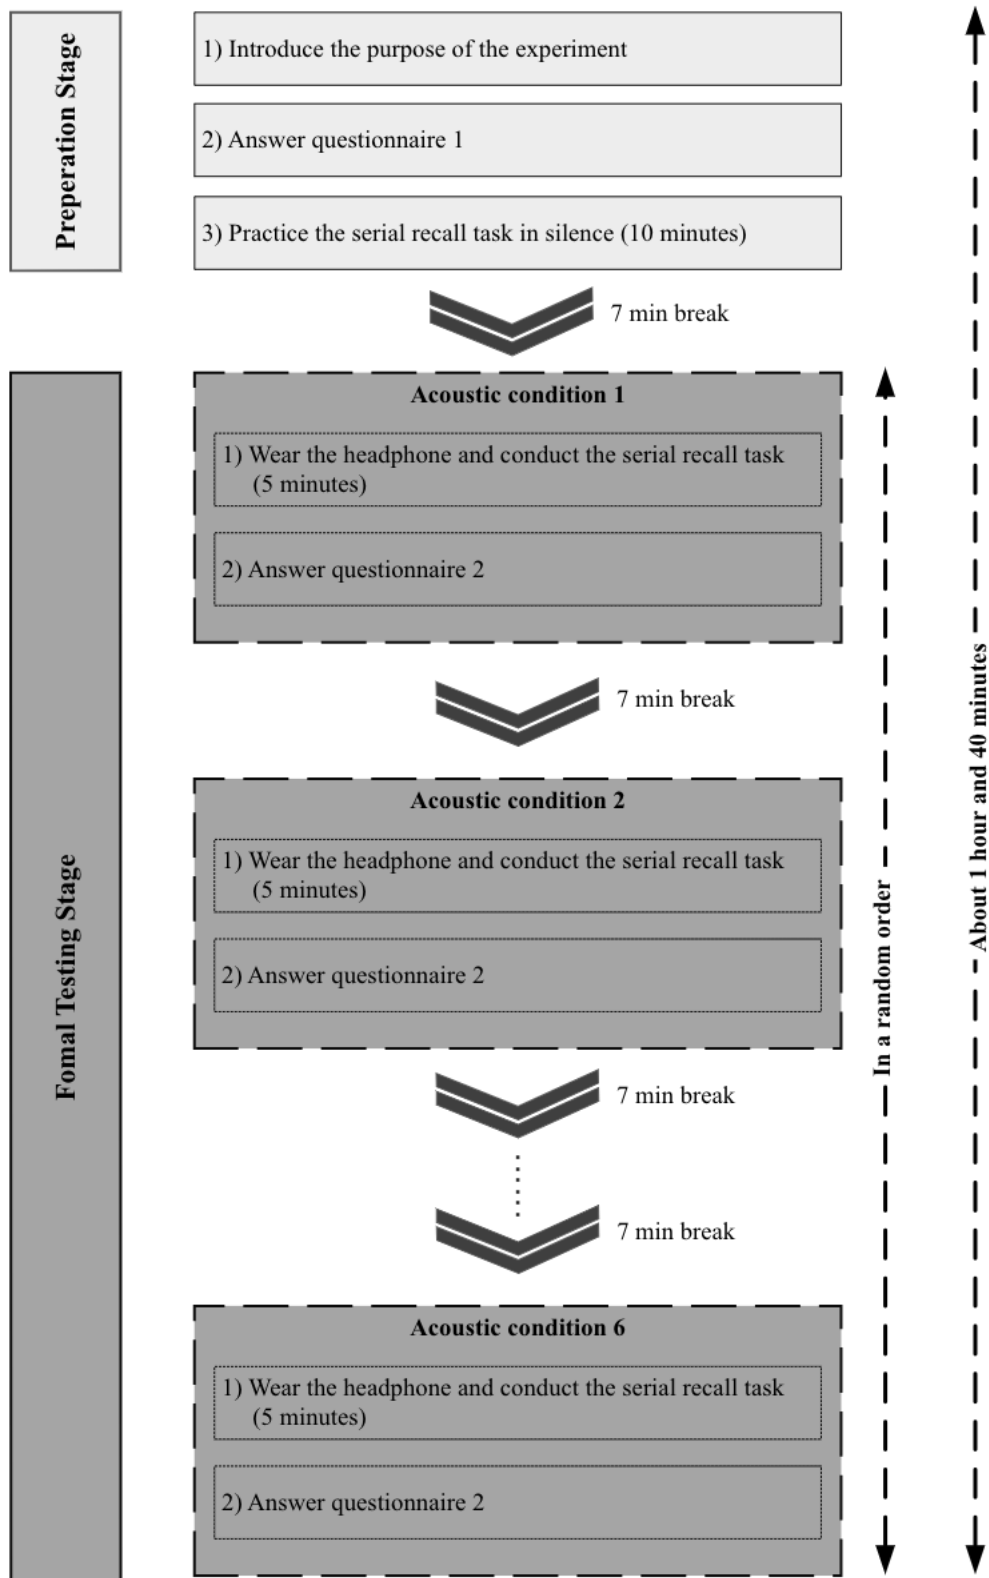 Preperation Stage
1) Introduce the purpose of the experiment
2) Answer questionnaire 1
3) Practice the serial recall task in silence (10 minutes)
7 min break
Fomal Testing Stage
Acoustic condition 1
1) Wear the headphone and conduct the serial recall task
(5 minutes)
2) Answer questionnaire 2
7 min break
Acoustic condition 2
1) Wear the headphone and conduct the serial recall task
(5 minutes)
2) Answer questionnaire 2
7 min break
7 min break
Acoustic condition 6
1) Wear the headphone and conduct the serial recall task
(5 minutes)
2) Answer questionnaire 2
In a random order
About 1 hour and 40 minutes